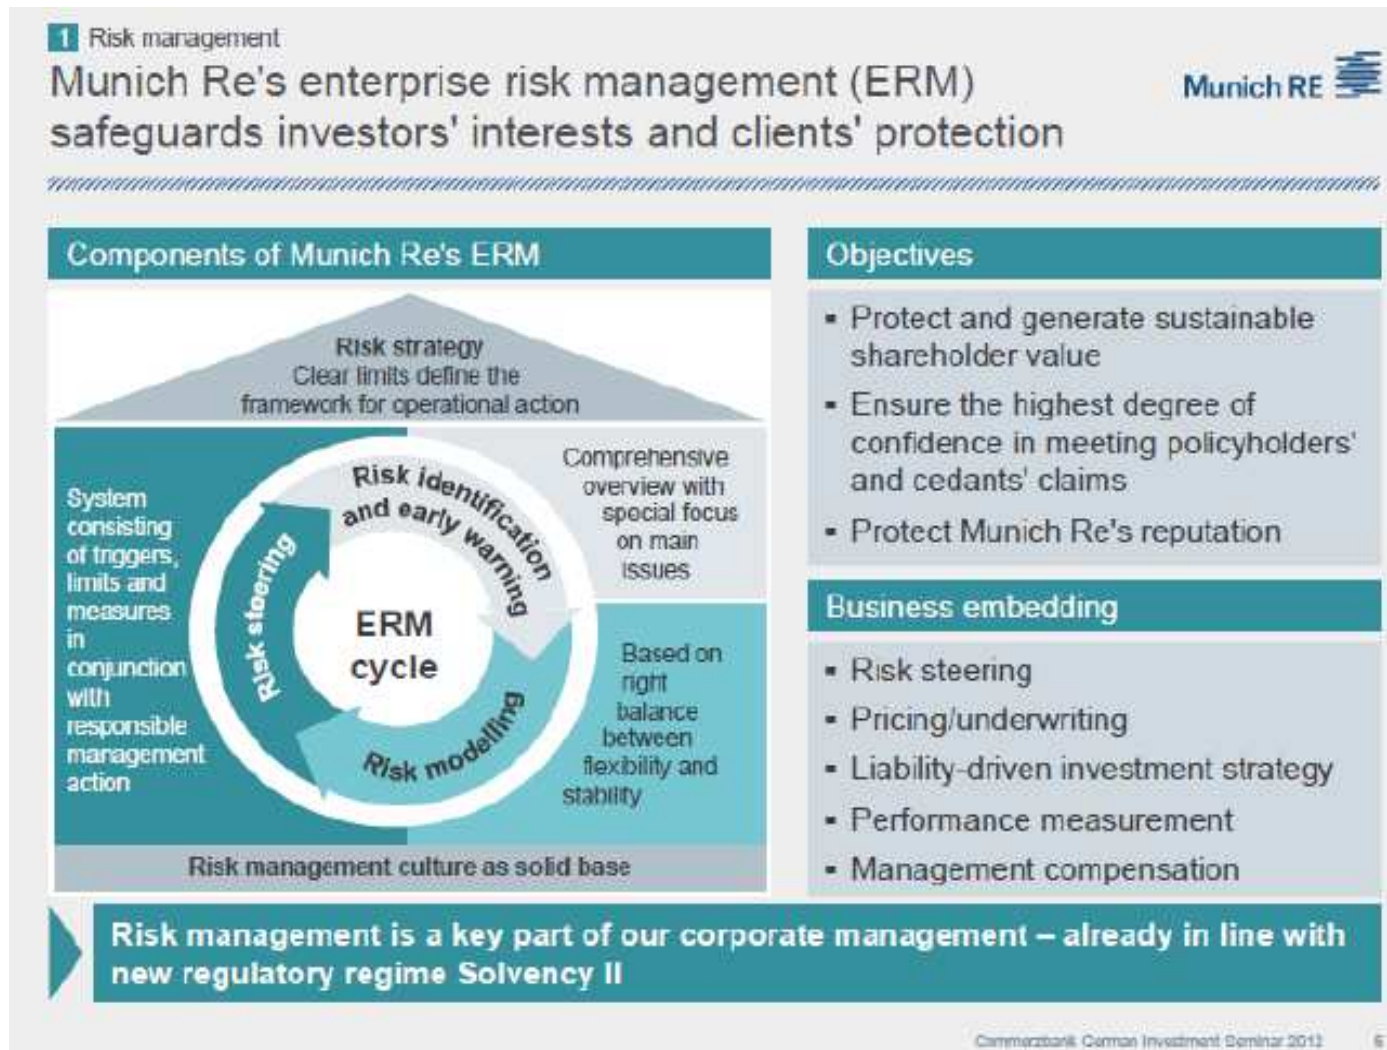 1 Risk management
Munich Re's enterprise risk management (ERM)
safeguards investors' interests and clients' protection
Munich RE
Components of Munich Re's ERM
Risk strategy
Clear limits define the
framework for operational action
System
consisting
of triggers,
limits and
measures
in
conjunction
with
responsible
management
action
Risk steering
Risk identification
and early warning
ERM
cycle
Risk modelling
Comprehensive
overview with
special focus
on main
issues
Based on
right
balance
between
flexibility and
stability
Risk management culture as solid base
Objectives
▪ Protect and generate sustainable
shareholder value
▪ Ensure the highest degree of
confidence in meeting policyholders'
and cedants' claims
▪ Protect Munich Re's reputation
Business embedding
▪ Risk steering
▪ Pricing/underwriting
▪ Liability-driven investment strategy
▪ Performance measurement
▪ Management compensation
Risk management is a key part of our corporate management – already in line with
new regulatory regime Solvency II
Commerzbank German Investment Seminar